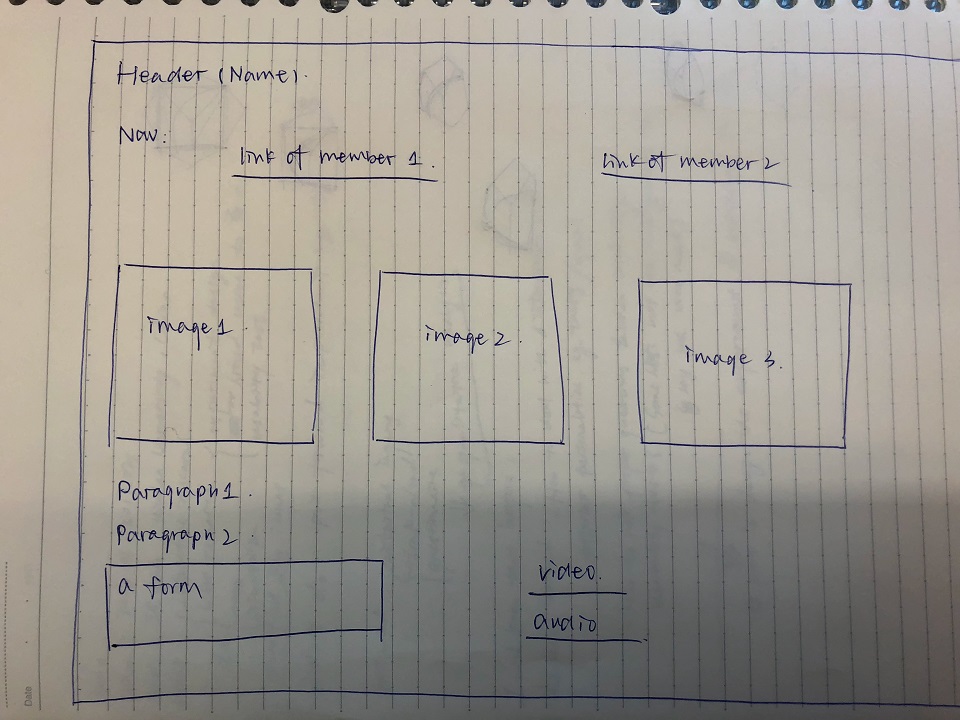 Header (Name).
Nav:
link of member 1.
link of member 2
image 1
image 2.
image 3.
Paragraph 1.
Paragraph 2
a form
video.
audio
Date